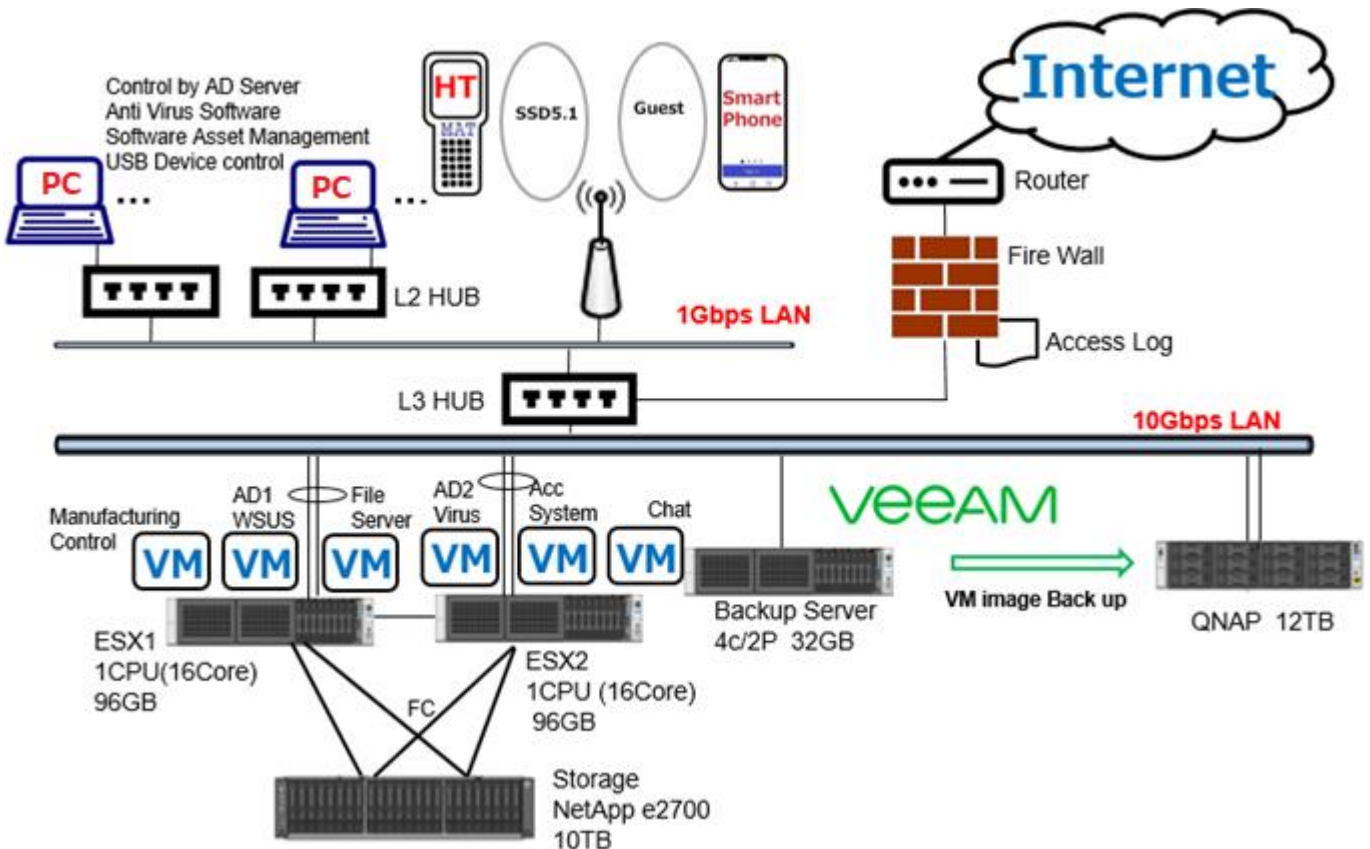 Control by AD Server
Anti Virus Software
Software Asset Management
USB Device control
PC
...
PC
...
HT
MAT
SSD5.1
Guest
Smart
Phone
Internet
Router
Fire Wall
Access Log
L2 HUB
1Gbps LAN
L3 HUB
10Gbps LAN
Manufacturing
Control
AD1
WSUS
File
Server
AD2
Virus
Acc
System
Chat
VM
VM
VM
VM
VM
VM
veeAM
VM image Back up
Backup Server
4c/2P 32GB
QNAP 12TB
ESX1
1CPU(16Core)
96GB
ESX2
1CPU (16Core)
96GB
FC
Storage
NetApp e2700
10TB